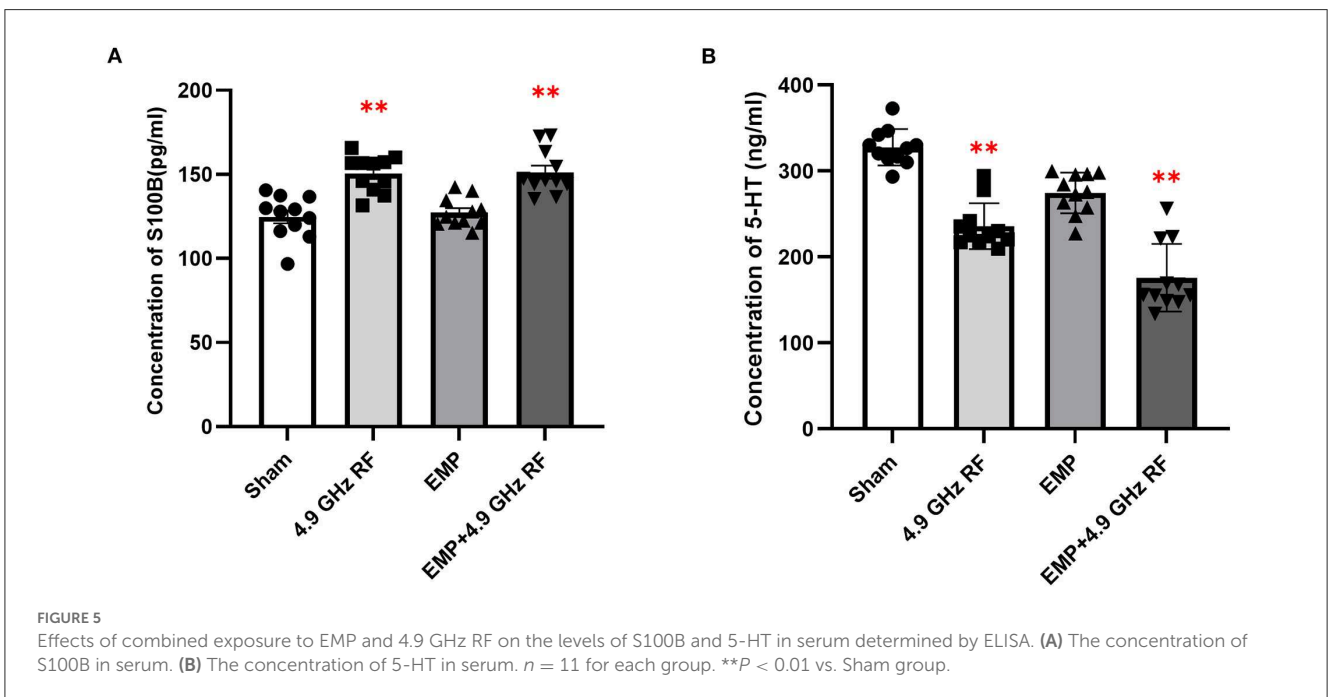 A
Concentration of S100B(pg/ml)
200
150
100
50
0
**
**
Sham
4.9 GHz RF
EMP
EMP+4.9 GHz RF
B
Concentration of 5-HT (ng/ml)
400
300
200
100
0
**
**
Sham
4.9 GHz RF
EMP
EMP+4.9 GHz RF
FIGURE 5
Effects of combined exposure to EMP and 4.9 GHz RF on the levels of S100B and 5-HT in serum determined by ELISA. (A) The concentration of
S100B in serum. (B) The concentration of 5-HT in serum. n = 11 for each group. **P < 0.01 vs. Sham group.